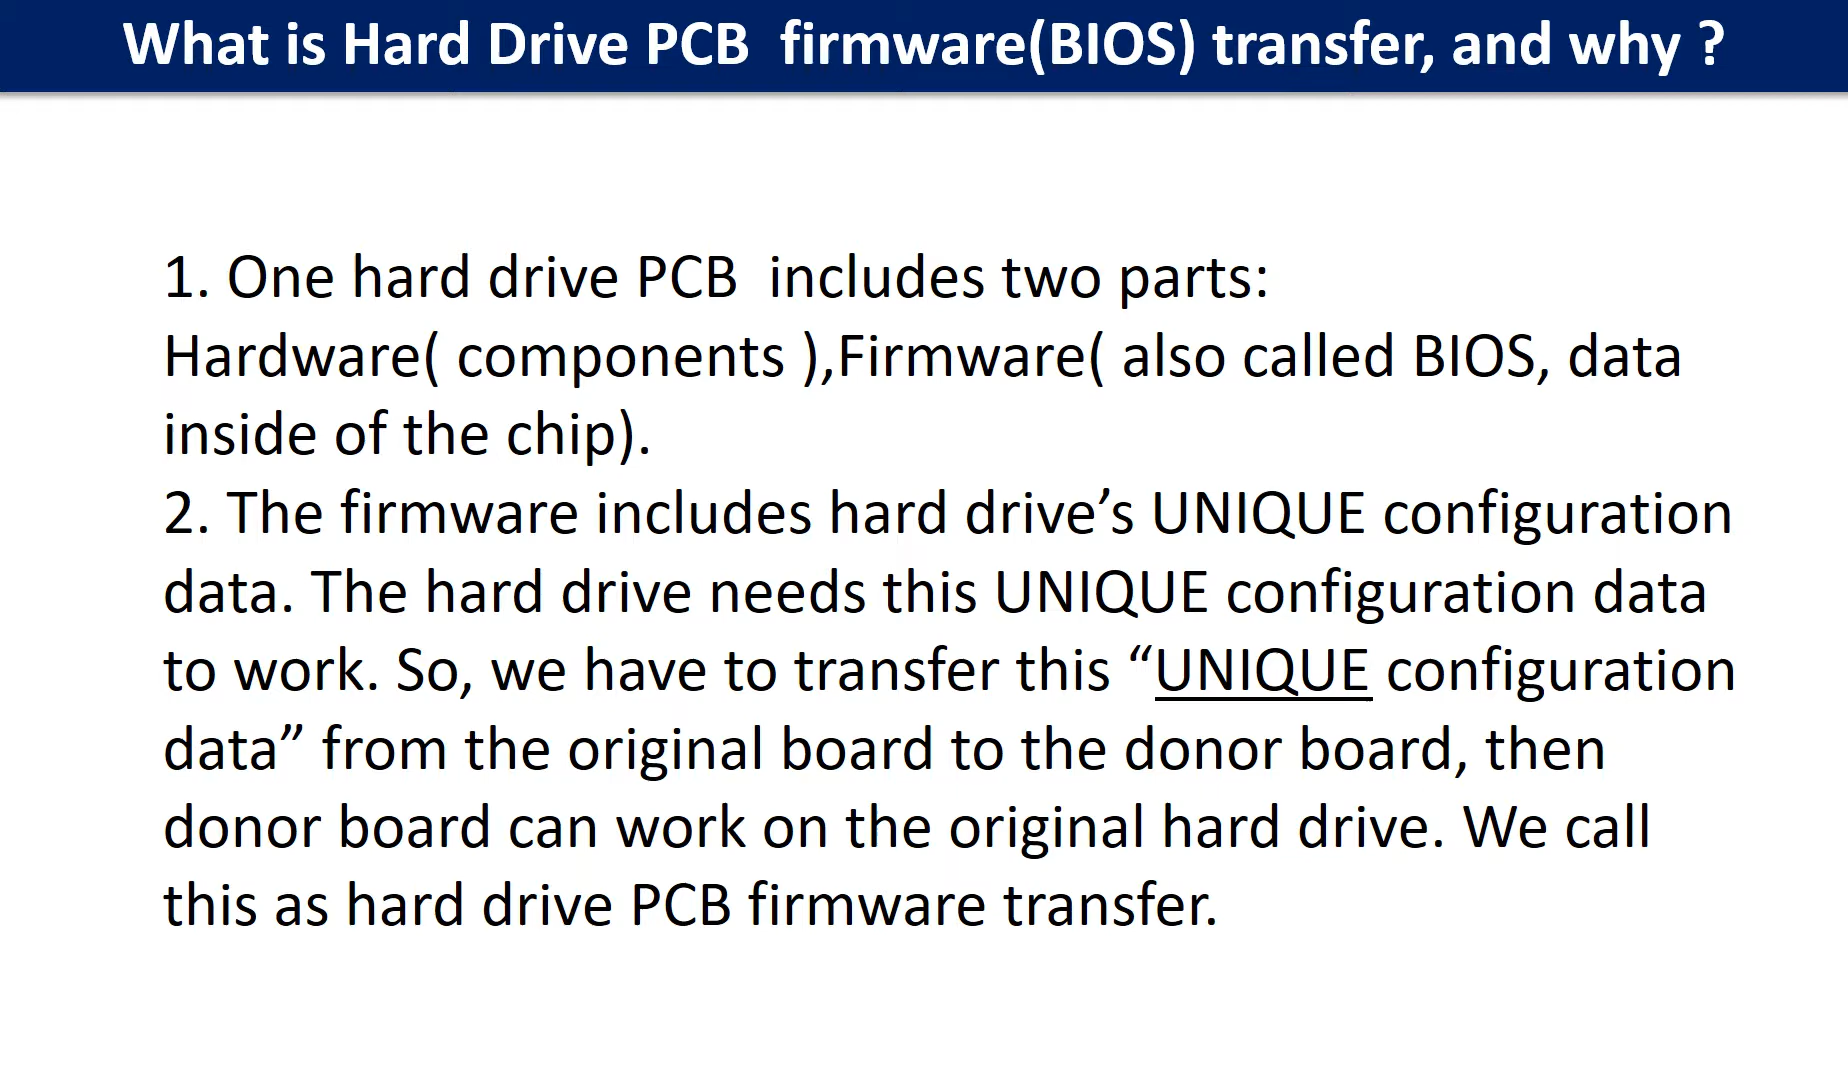 What is Hard Drive PCB  firmware(BIOS) transfer, and why ?
1. One hard drive PCB  includes two parts:
Hardware( components ),Firmware( also called BIOS, data
inside of the chip).
2. The firmware includes hard drive’s UNIQUE configuration
data. The hard drive needs this UNIQUE configuration data
to work. So, we have to transfer this “UNIQUE configuration
data” from the original board to the donor board, then
donor board can work on the original hard drive. We call
this as hard drive PCB firmware transfer.